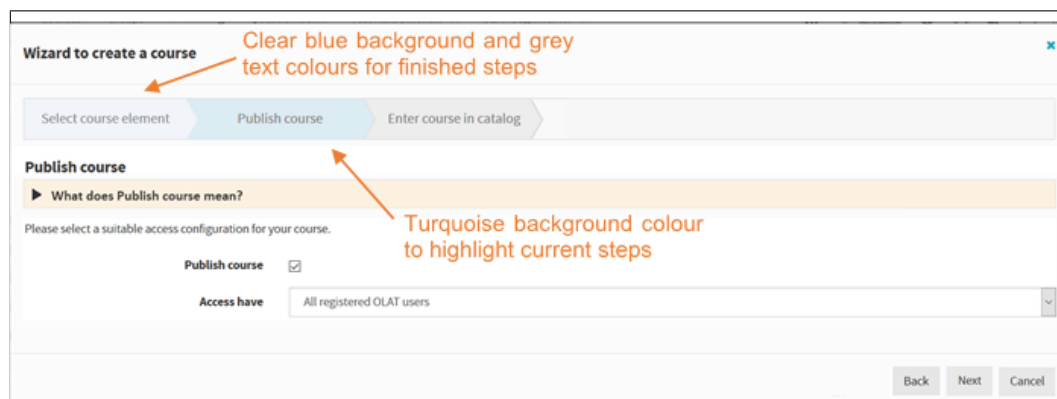 Clear blue background and grey
Wizard to create a course
text colours for finished steps
Select course element Publish course Enter course in catalog
Publish course
What does Publish course mean?
Turquoise background colour
Please select a suitable access configuration for your course.
to highlight current steps
Publish course
Access have All registered OLAT users
Back Next Cancel